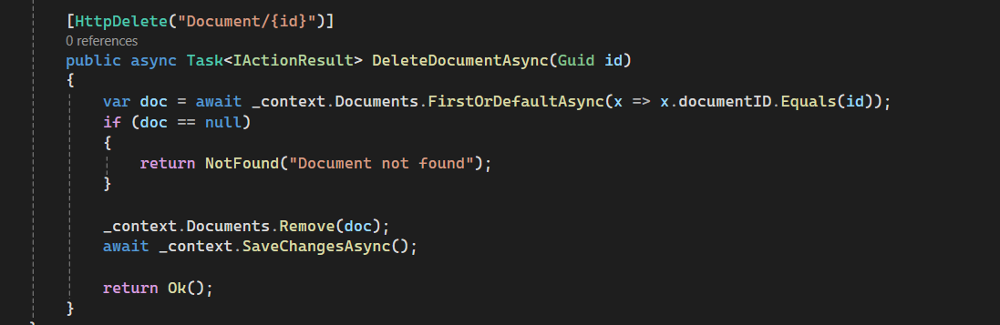 [HttpDelete("Document/{id}")]
0 references
public async Task<IActionResult> DeleteDocumentAsync(Guid id)
{
var doc = await _context.Documents.FirstOrDefaultAsync(x => x.documentID.Equals(id));
if (doc == null)
{
return NotFound("Document not found");
}
_context.Documents.Remove(doc);
await _context.SaveChangesAsync();
return Ok();
}